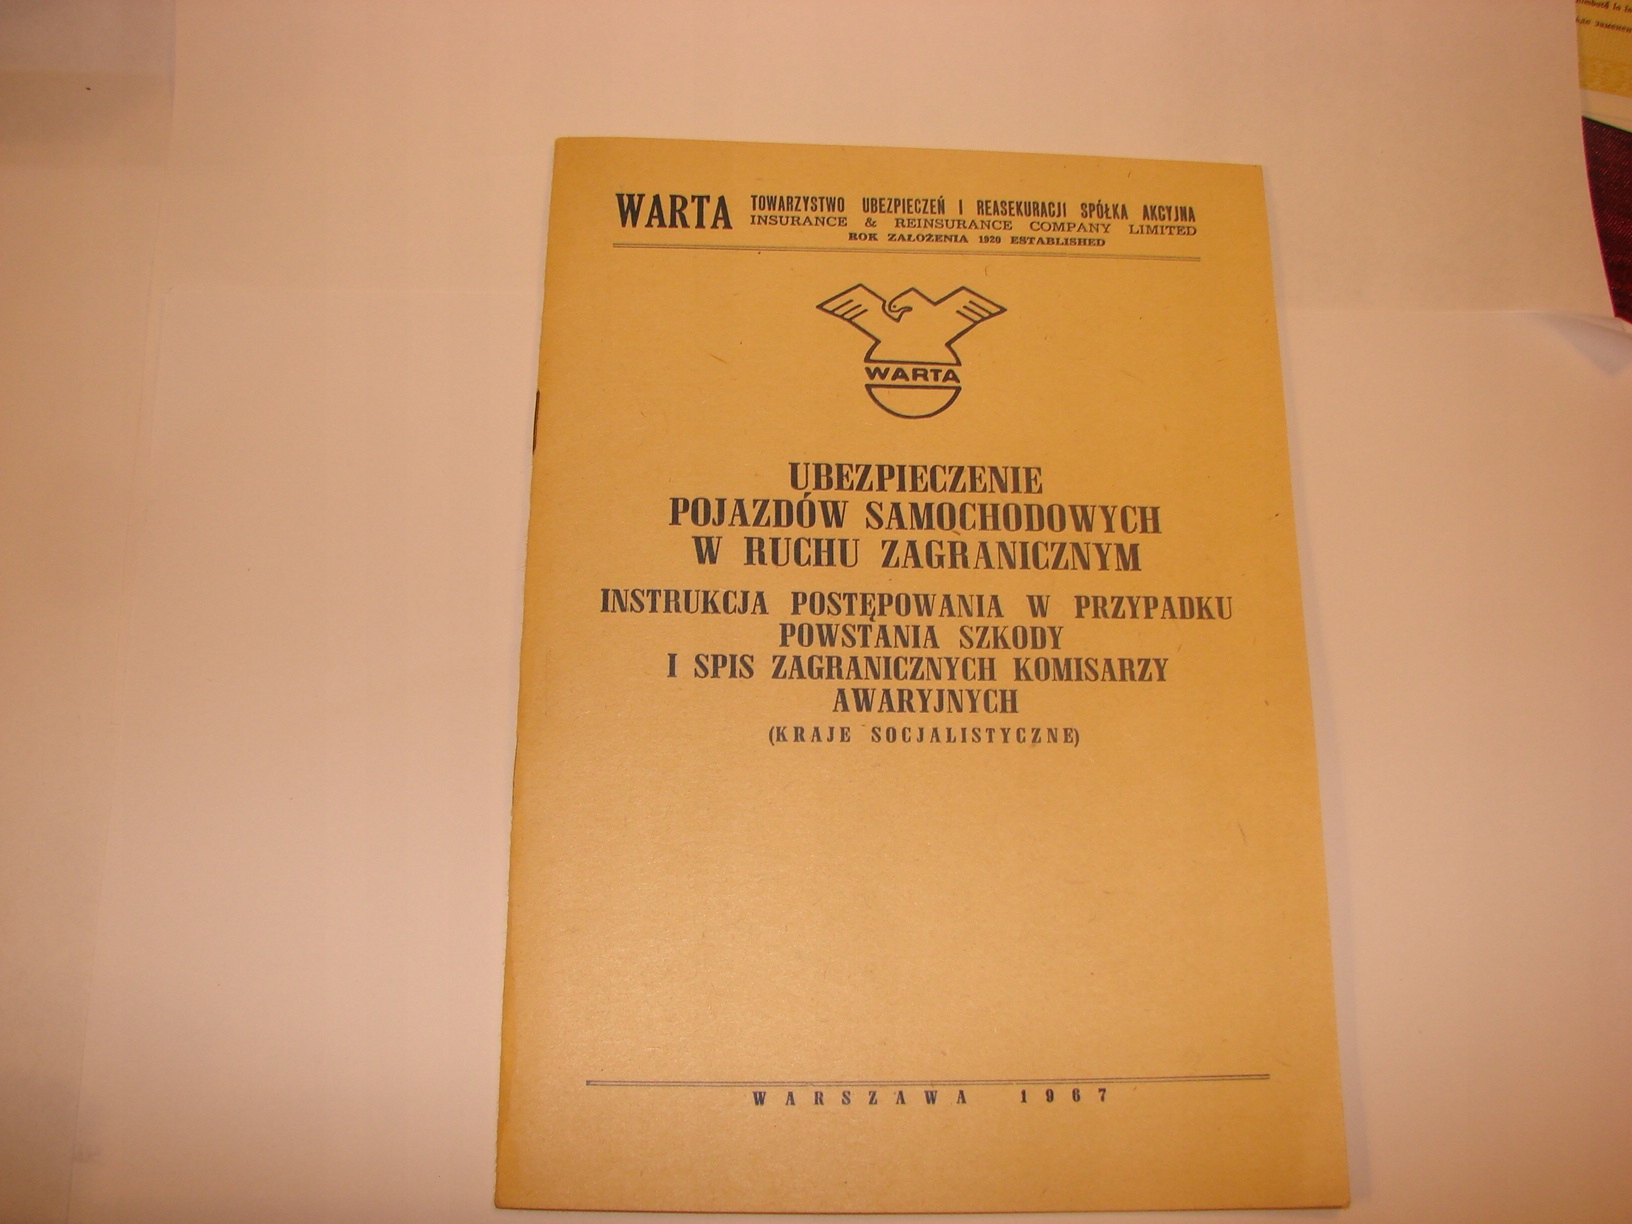 WARTA TOWARZYSTWO UBEZPIECZEŃ I REASEKURACJI SPÓŁKA AKCYJNA
INSURANCE & REINSURANCE COMPANY LIMITED
ROK ZAŁOŻENIA 1920 ESTABLISHED
WARTA
UBEZPIECZENIE
POJAZDÓW SAMOCHODOWYCH
W RUCHU ZAGRANICZNYM
INSTRUKCJA POSTĘPOWANIA W PRZYPADKU
POWSTANIA SZKODY
I SPIS ZAGRANICZNYCH KOMISARZY
AWARYJNYCH
(KRAJE SOCJALISTYCZNE)
WARSZAWA 1967